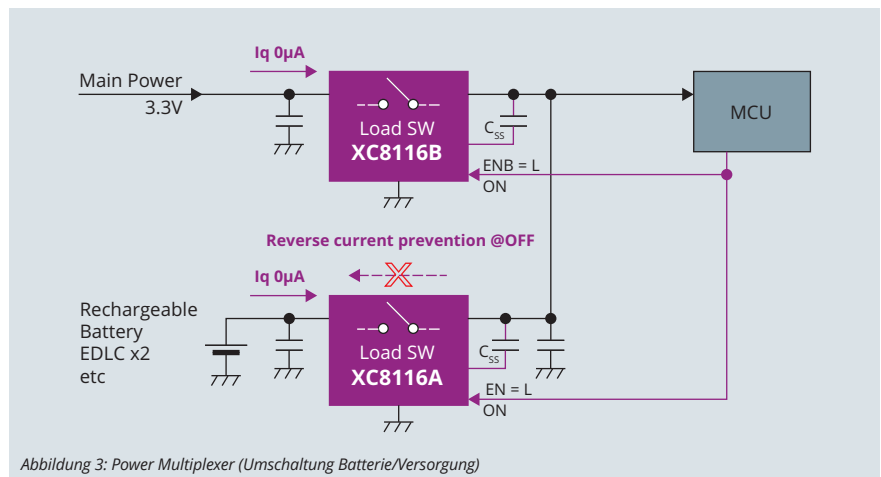 Iq 0µA
Main Power
3.3V
Load SW
XC8116B
CSS
ENB = L
ON
MCU
Reverse current prevention @OFF
Iq 0µA
Rechargeable
Battery
EDLC x2
etc
Load SW
XC8116A
CSS
EN = L
ON
Abbildung 3: Power Multiplexer (Umschaltung Batterie/Versorgung)